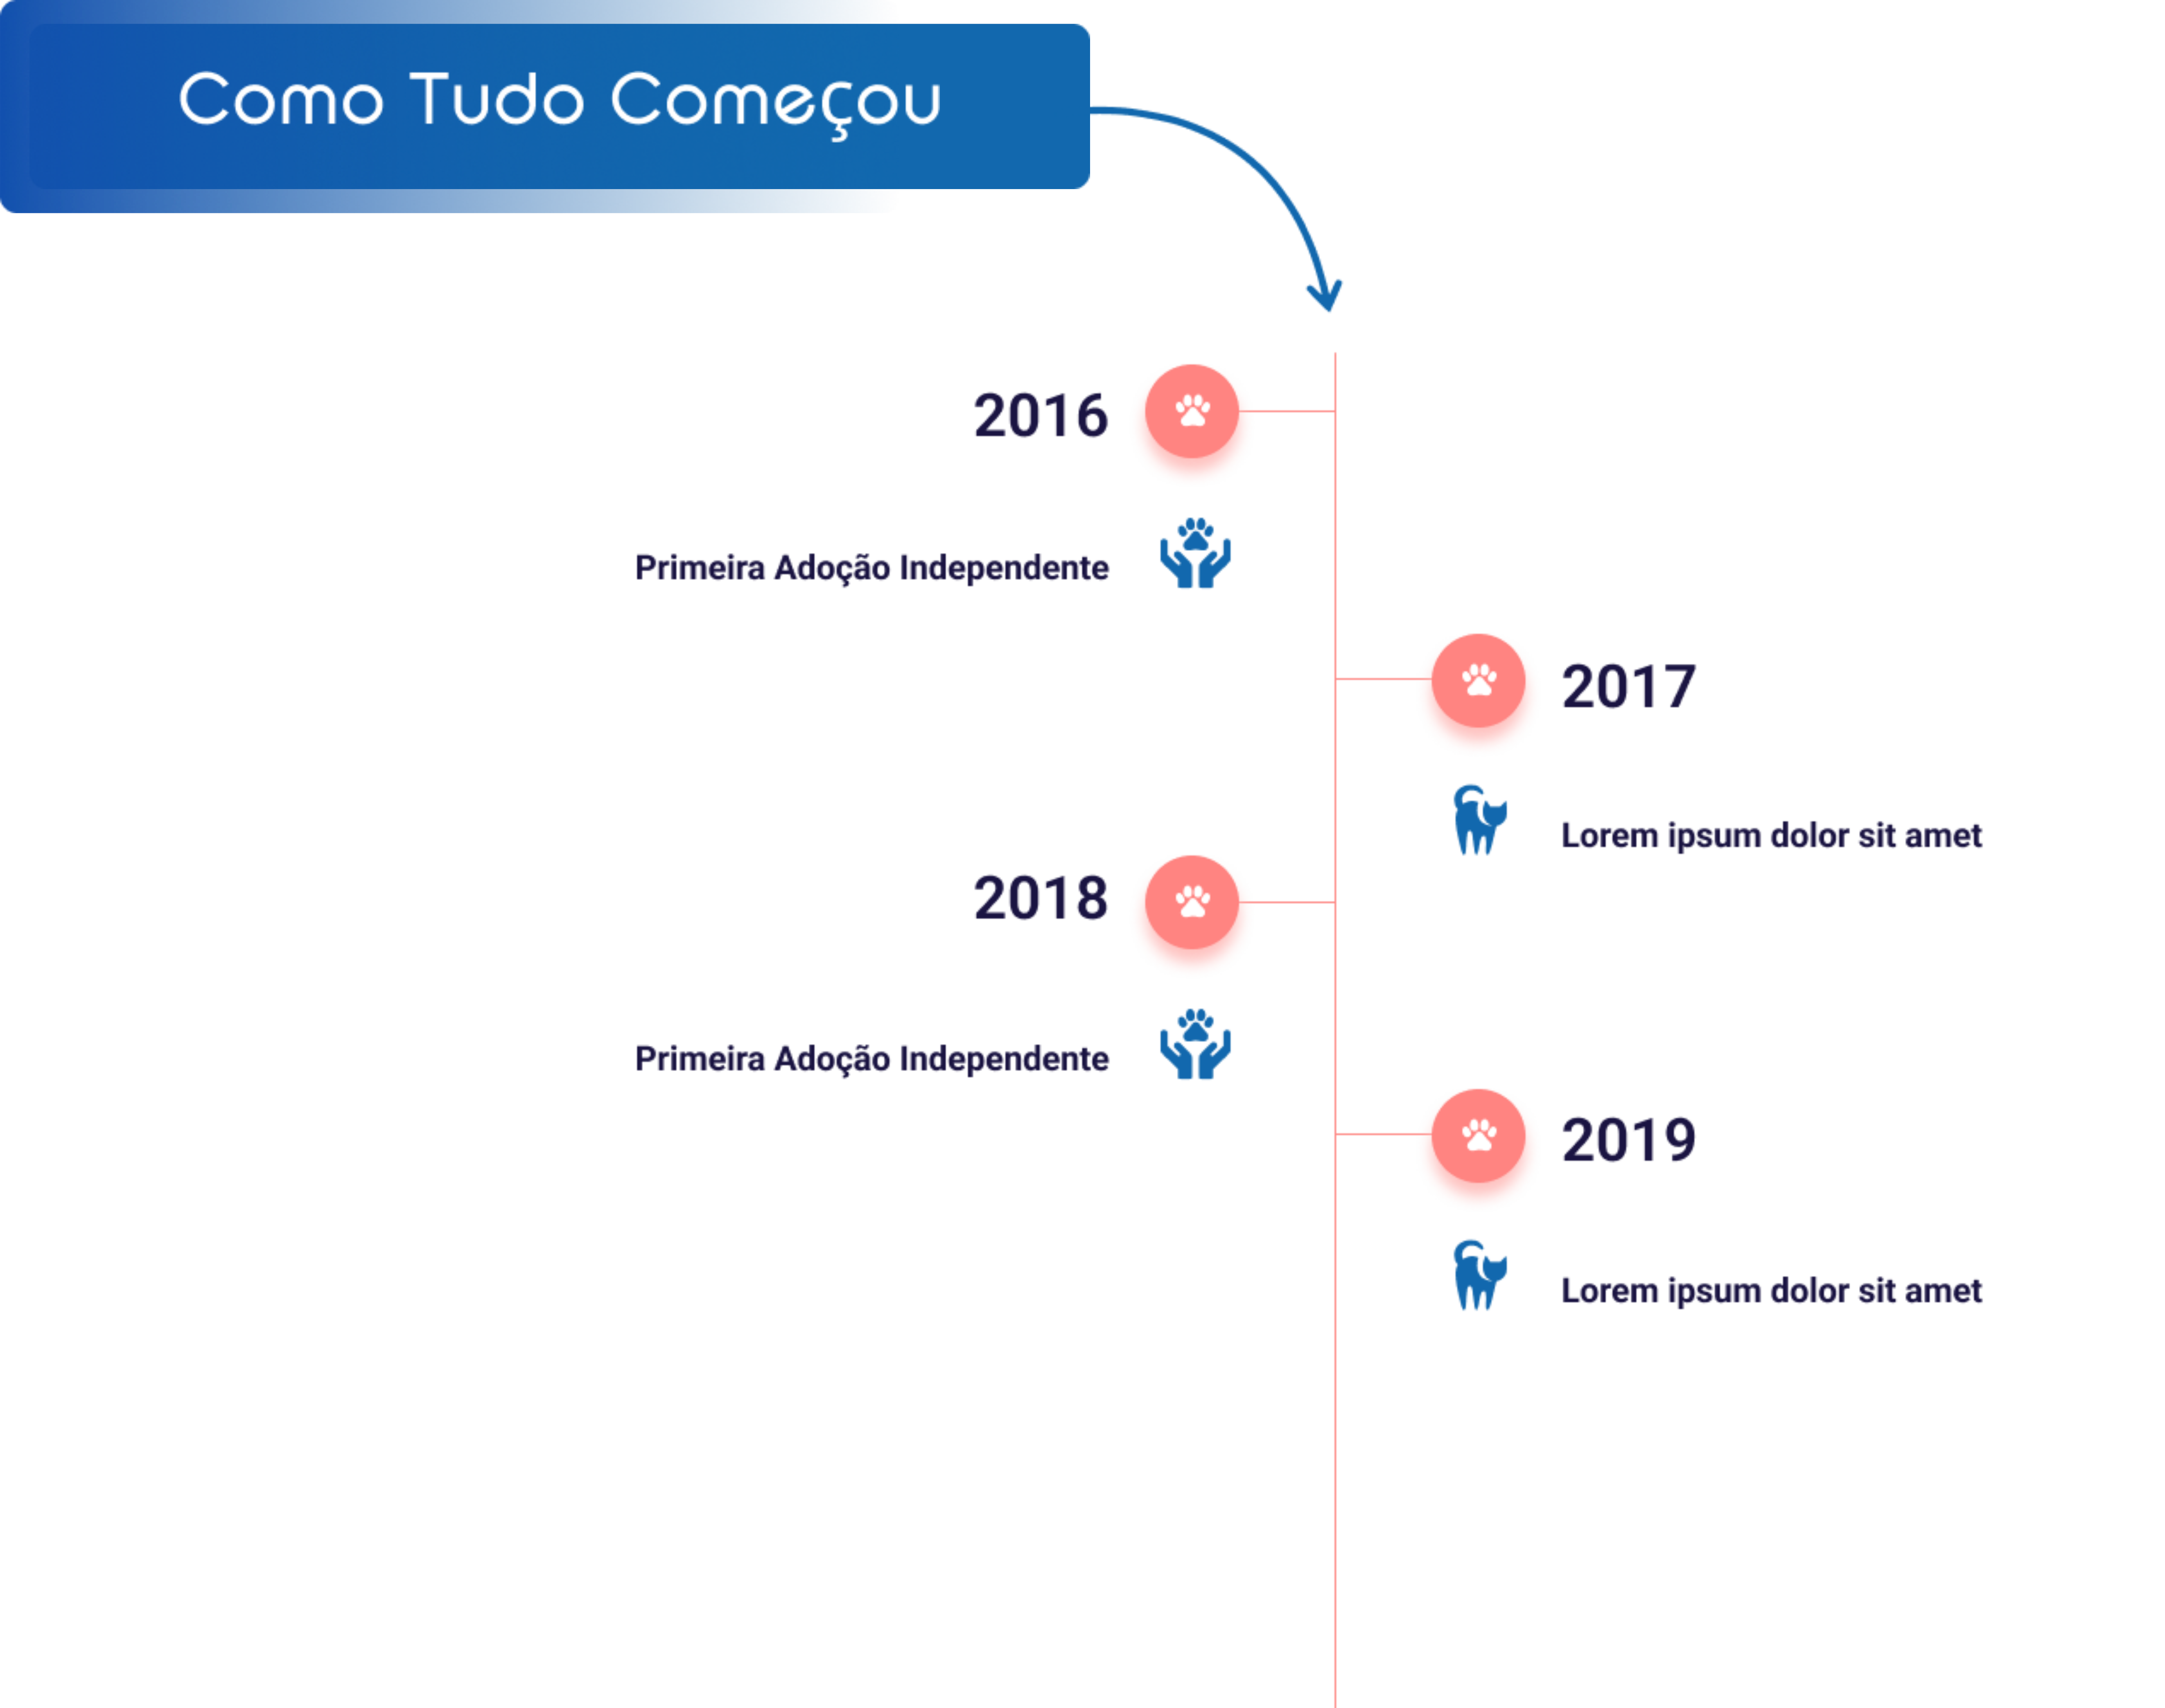 Como Tudo Começou
2016
Primeira Adoção Independente
2017
Lorem ipsum dolor sit amet
2018
Primeira Adoção Independente
2019
Lorem ipsum dolor sit amet